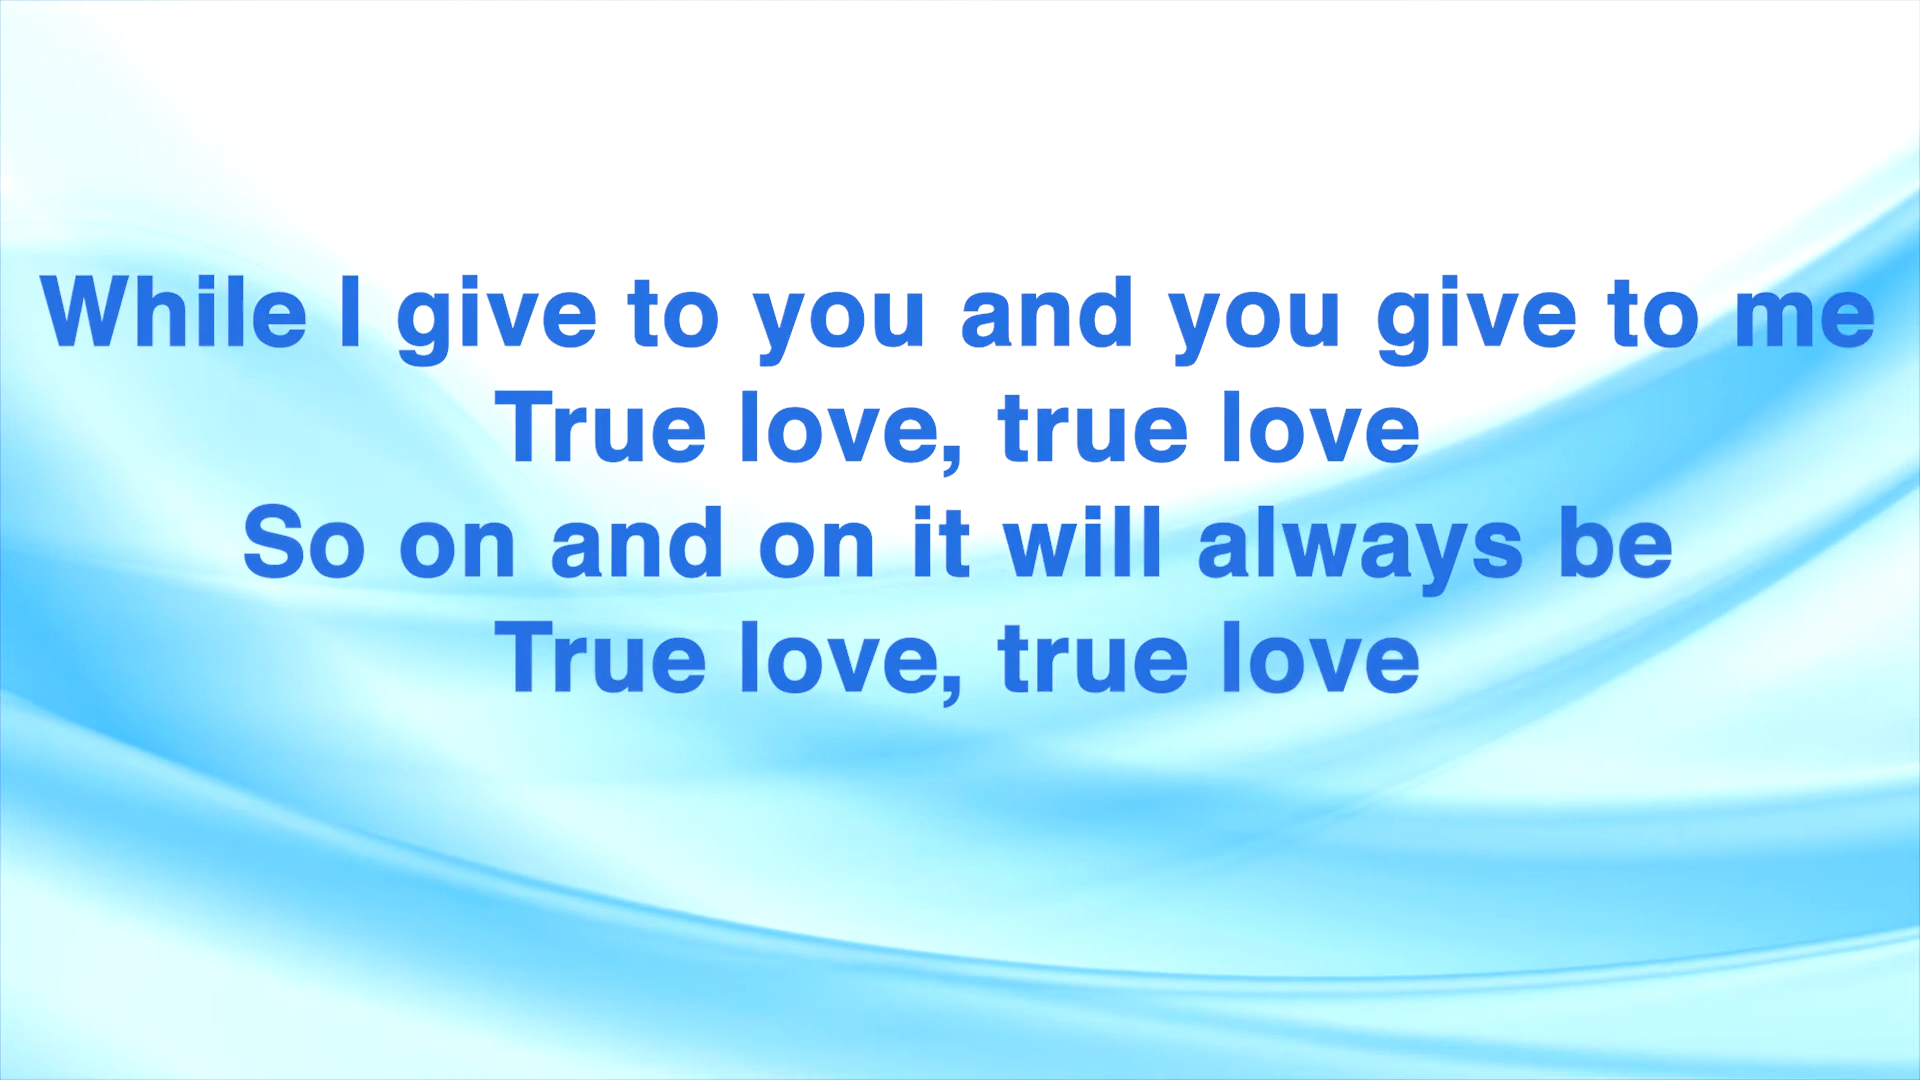 While I give to you and you give to me
True love, true love
So on and on it will always be
True love, true love